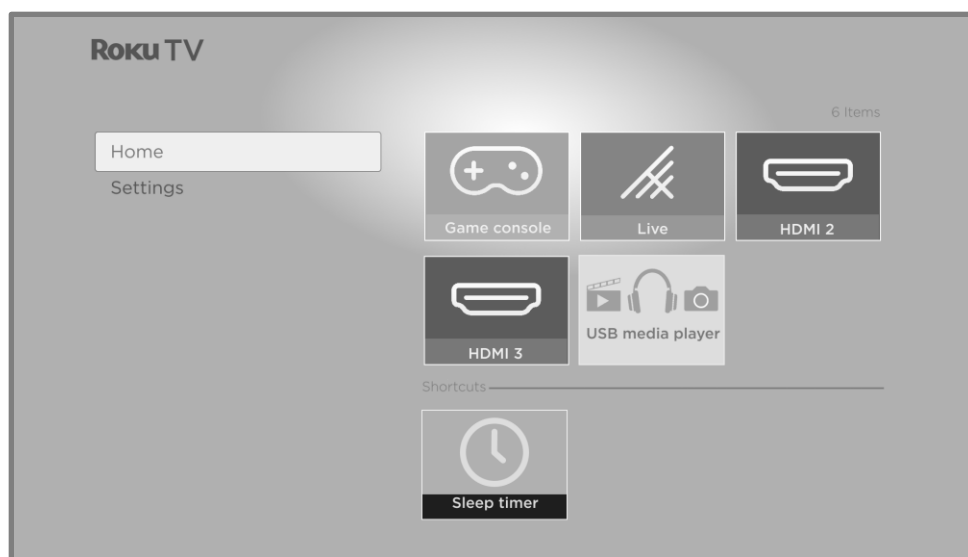 Roku TV
6 Items
Home
Settings
Game console
Live
HDMI 2
HDMI 3
USB media player
Shortcuts
Sleep timer